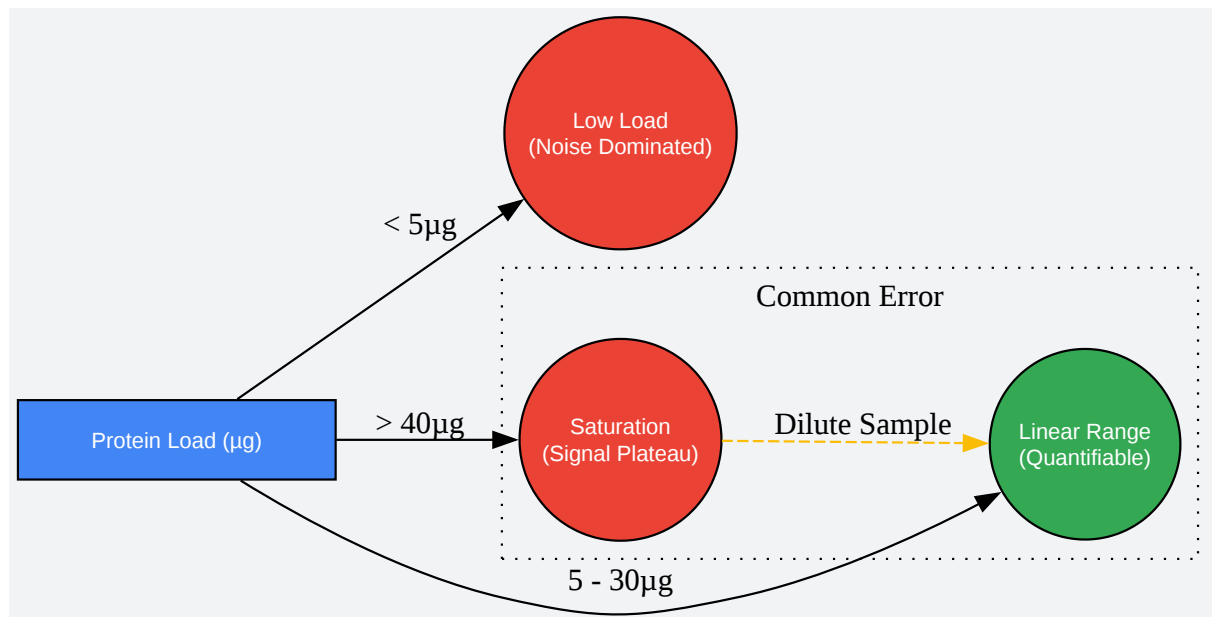 Low Load
(Noise Dominated)
< 5µg
Common Error
Protein Load (µg)
> 40µg
Saturation
(Signal Plateau)
Dilute Sample
Linear Range
(Quantifiable)
5 - 30µg